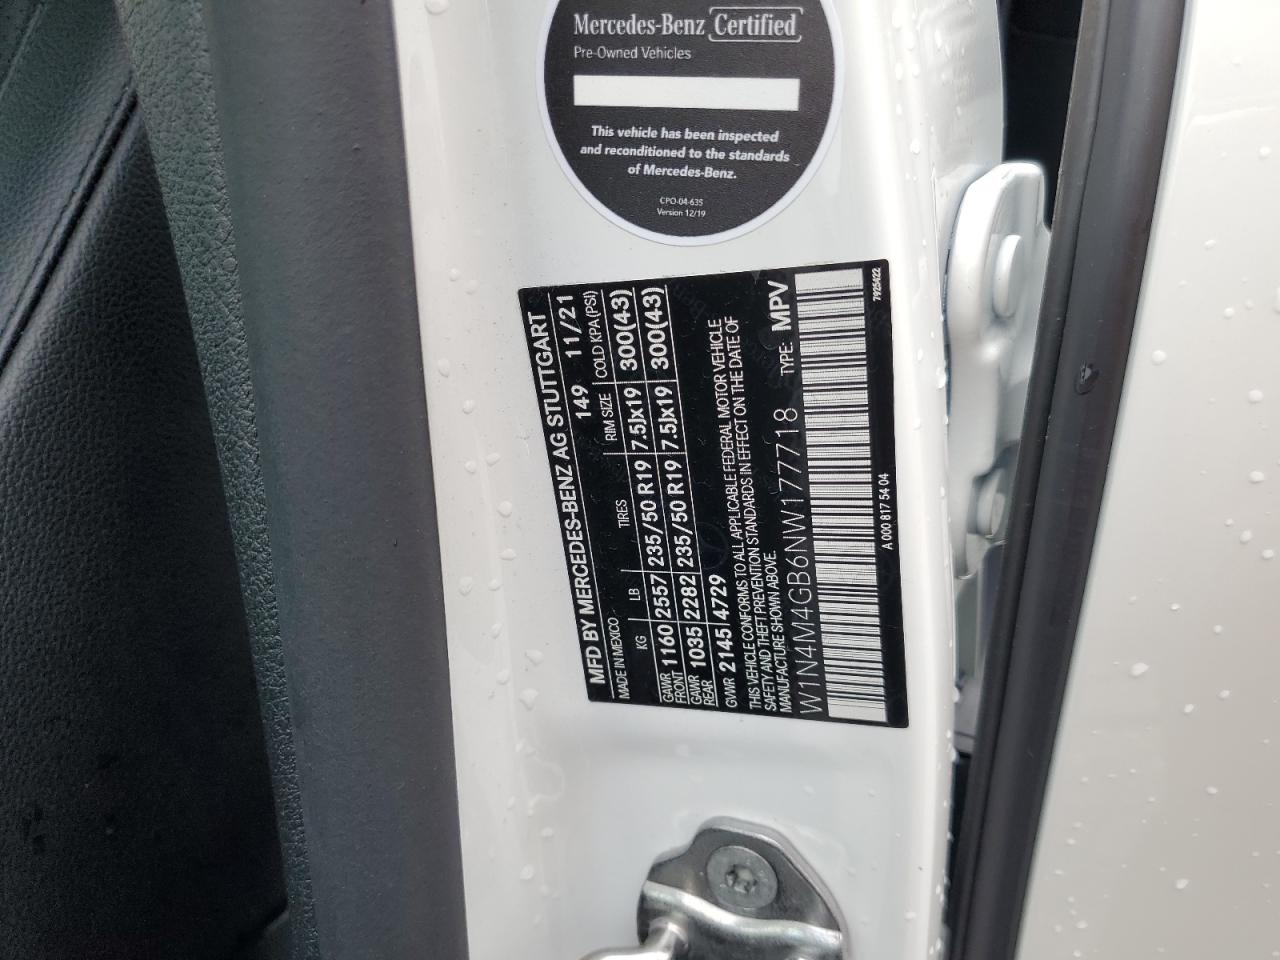 Mercedes-Benz Certified
Pre-Owned Vehicles
This vehicle has been inspected
and reconditioned to the standards
of Mercedes-Benz.
CPO-04-635
Version 12/19
MFD BY MERCEDES-BENZ AG STUTTGART
MADE IN MEXICO 149 11/21
KG LB TIRES RIM SIZE COLD KPA (PSI)
GAWR FRONT 1160 2557 235/50 R19 7.5Jx19 300(43)
GAWR REAR 1035 2282 235/50 R19 7.5Jx19 300(43)
GVWR 2145 4729
THIS VEHICLE CONFORMS TO ALL APPLICABLE FEDERAL MOTOR VEHICLE
SAFETY AND THEFT PREVENTION STANDARDS IN EFFECT ON THE DATE OF
MANUFACTURE SHOWN ABOVE.
W1N4M4GB6NW177718 TYPE: MPV
A 000 817 54 04
7925422